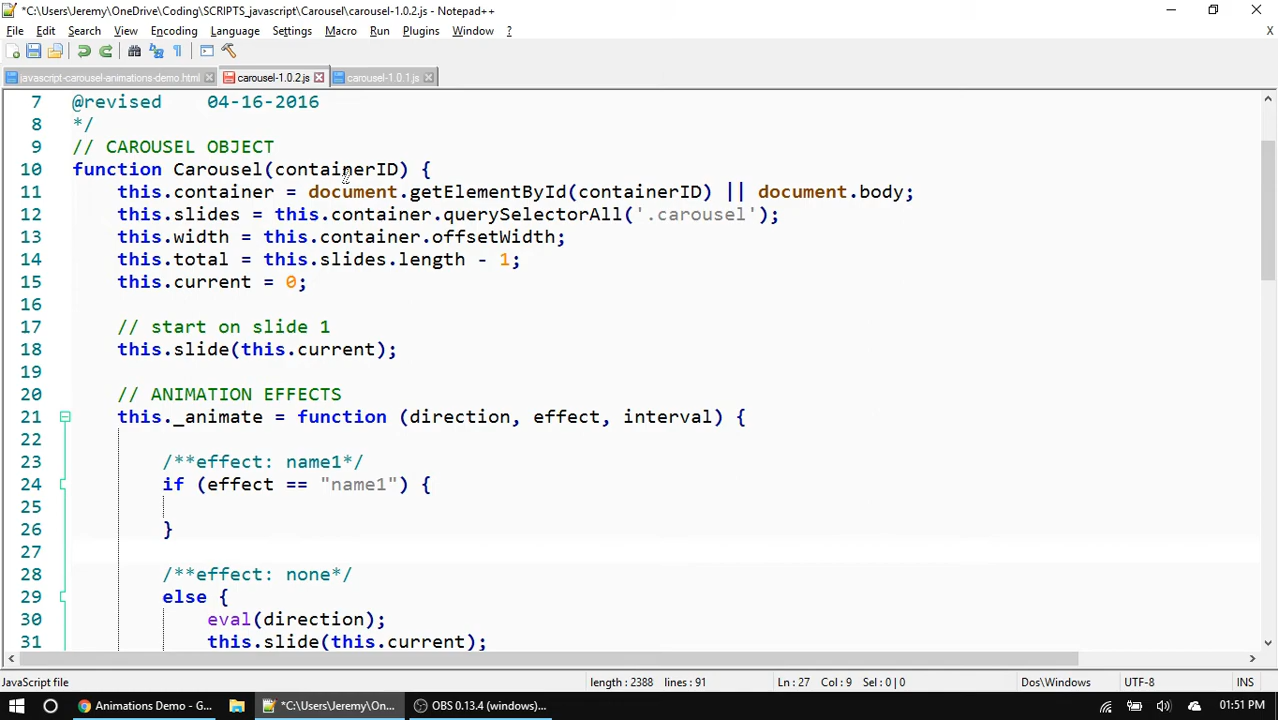 *C:\Users\Jeremy\OneDrive\Coding\SCRIPTS_javascript\Carousel\carousel-1.0.2.js - Notepad++
File Edit Search View Encoding Language Settings Macro Run Plugins Window ? X
javascript-carousel-animations-demo.html carousel-1.0.2.js carousel-1.0.1.js
7 @revised 04-16-2016
8 */
9 // CAROUSEL OBJECT
10 function Carousel(containerID) {
11 this.container = document.getElementById(containerID) || document.body;
12 this.slides = this.container.querySelectorAll('.carousel');
13 this.width = this.container.offsetWidth;
14 this.total = this.slides.length - 1;
15 this.current = 0;
16
17 // start on slide 1
18 this.slide(this.current);
19
20 // ANIMATION EFFECTS
21 this._animate = function (direction, effect, interval) {
22
23 /**effect: name1*/
24 if (effect == "name1") {
25
26 }
27
28 /**effect: none*/
29 else {
30 eval(direction);
31 this.slide(this.current);
JavaScript file length : 2388 lines : 91 Ln : 27 Col : 9 Sel : 0 | 0 Dos\Windows UTF-8 INS
Animations Demo - G... *C:\Users\Jeremy\On... OBS 0.13.4 (windows)... 01:51 PM